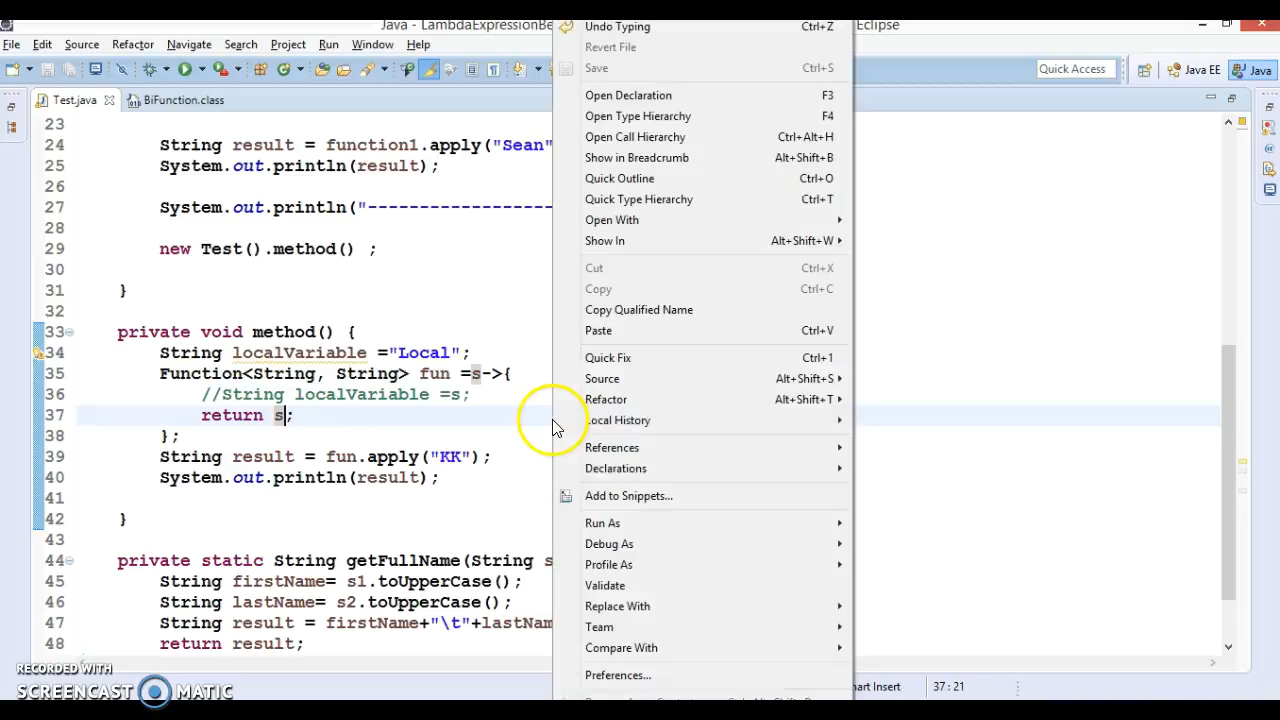 Java - LambdaExpressionBe
Eclipse
File Edit Source Refactor Navigate Search Project Run Window Help
Quick Access
Java EE
Java
Test.java
BiFunction.class
23
24 String result = function1.apply("Sean"
25 System.out.println(result);
26
27 System.out.println("------------------
28
29 new Test().method() ;
30
31 }
32
33 private void method() {
34 String localVariable ="Local";
35 Function<String, String> fun =s->{
36 //String localVariable =s;
37 return s;
38 };
39 String result = fun.apply("KK");
40 System.out.println(result);
41
42 }
43
44 private static String getFullName(String s
45 String firstName= s1.toUpperCase();
46 String lastName= s2.toUpperCase();
47 String result = firstName+"\t"+lastNam
48 return result;
Undo Typing Ctrl+Z
Revert File
Save Ctrl+S
Open Declaration F3
Open Type Hierarchy F4
Open Call Hierarchy Ctrl+Alt+H
Show in Breadcrumb Alt+Shift+B
Quick Outline Ctrl+O
Quick Type Hierarchy Ctrl+T
Open With
Show In Alt+Shift+W
Cut Ctrl+X
Copy Ctrl+C
Copy Qualified Name
Paste Ctrl+V
Quick Fix Ctrl+1
Source Alt+Shift+S
Refactor Alt+Shift+T
Local History
References
Declarations
Add to Snippets...
Run As
Debug As
Profile As
Validate
Replace With
Team
Compare With
Preferences...
mart Insert
37 : 21
RECORDED WITH
SCREENCAST MATIC